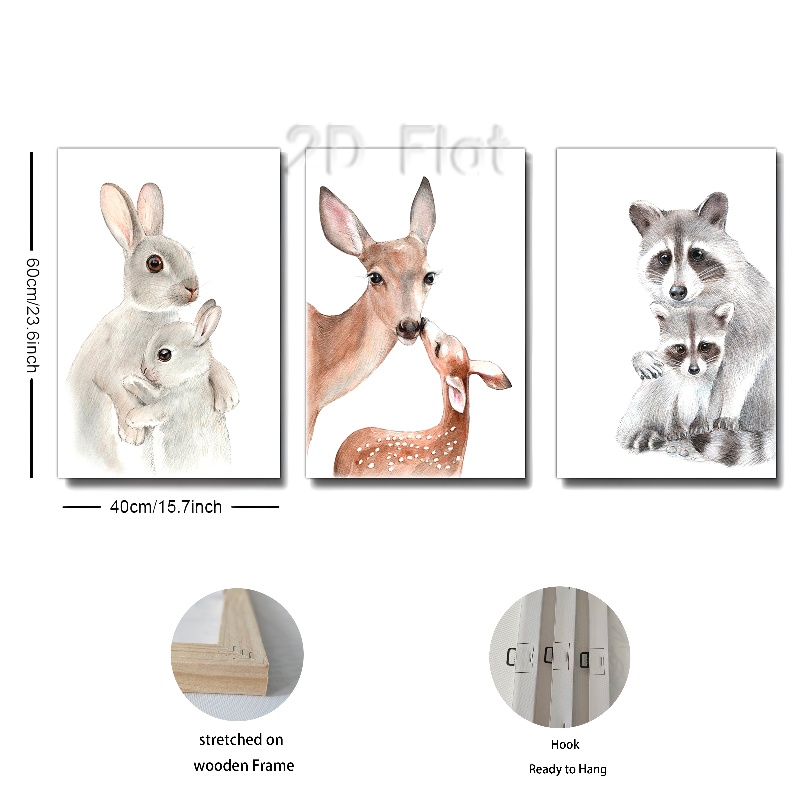 2D Flat
60cm/23.6inch
40cm/15.7inch
stretched on
wooden Frame
Hook
Ready to Hang